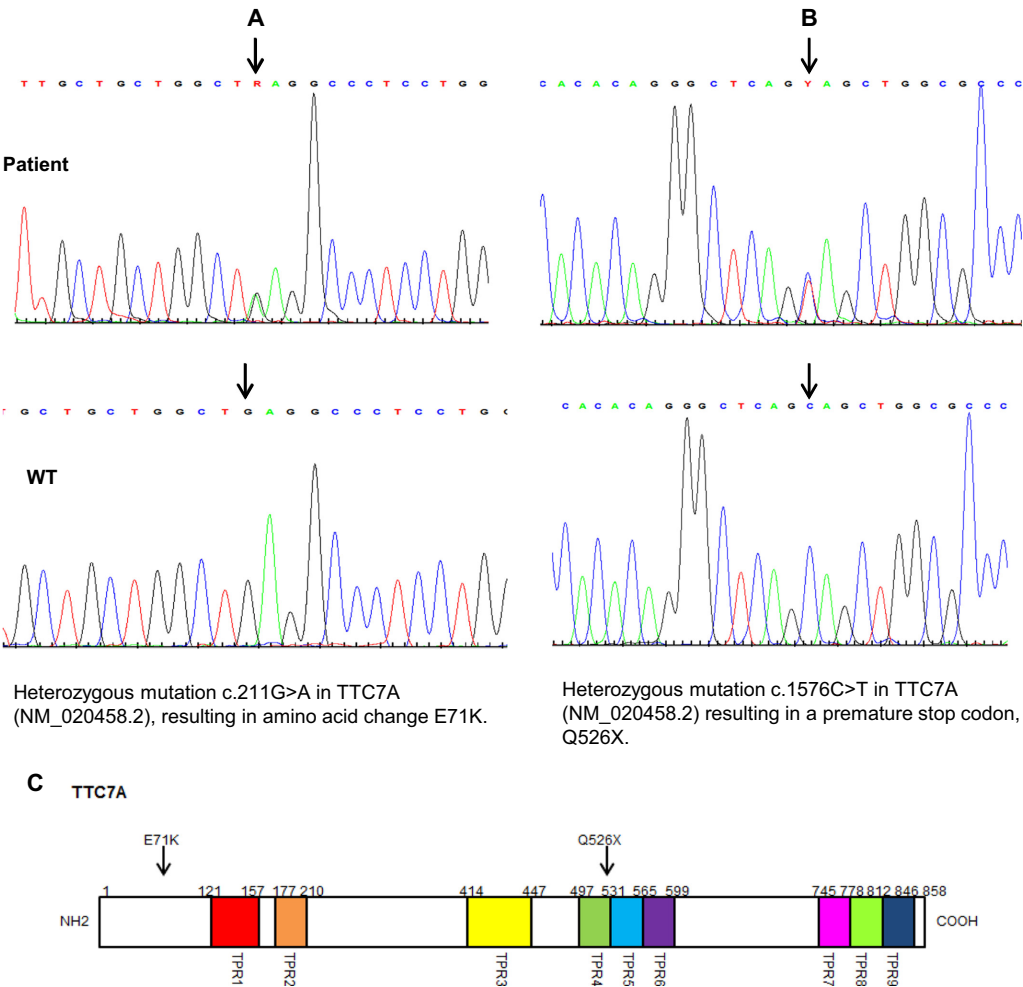 A
B
T T G C T G C T G G C T R A G G C C C T C C T G G
C A C A C A G G G C T C A G Y A G C T G G C G C C C
Patient
G C T G C T G G C T G A G G C C C T C C T G
C A C A C A G G G C T C A G C A G C T G G C G C C C
WT
Heterozygous mutation c.211G>A in TTC7A
(NM_020458.2), resulting in amino acid change E71K.
Heterozygous mutation c.1576C>T in TTC7A
(NM_020458.2) resulting in a premature stop codon,
Q526X.
C
TTC7A
E71K
Q526X
1 121 157 177 210 414 447 497 531 565 599 745 778 812 846 858
NH2
COOH
TPR1
TPR2
TPR3
TPR4
TPR5
TPR6
TPR7
TPR8
TPR9